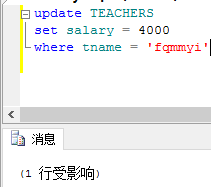 update TEACHERS
set salary = 4000
where tname = 'fqmmyi'
消息
(1 行受影响)